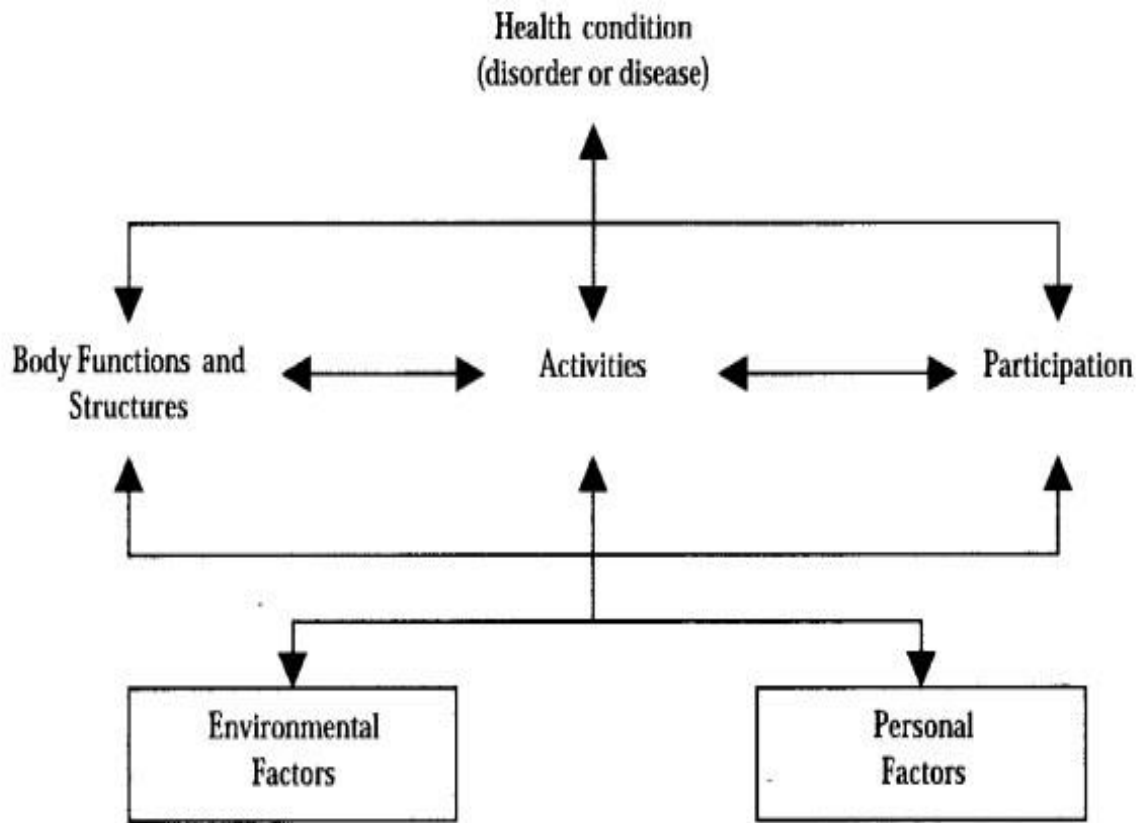 Health condition
(disorder or disease)
Body Functions and
Structures
Activities
Participation
Environmental
Factors
Personal
Factors